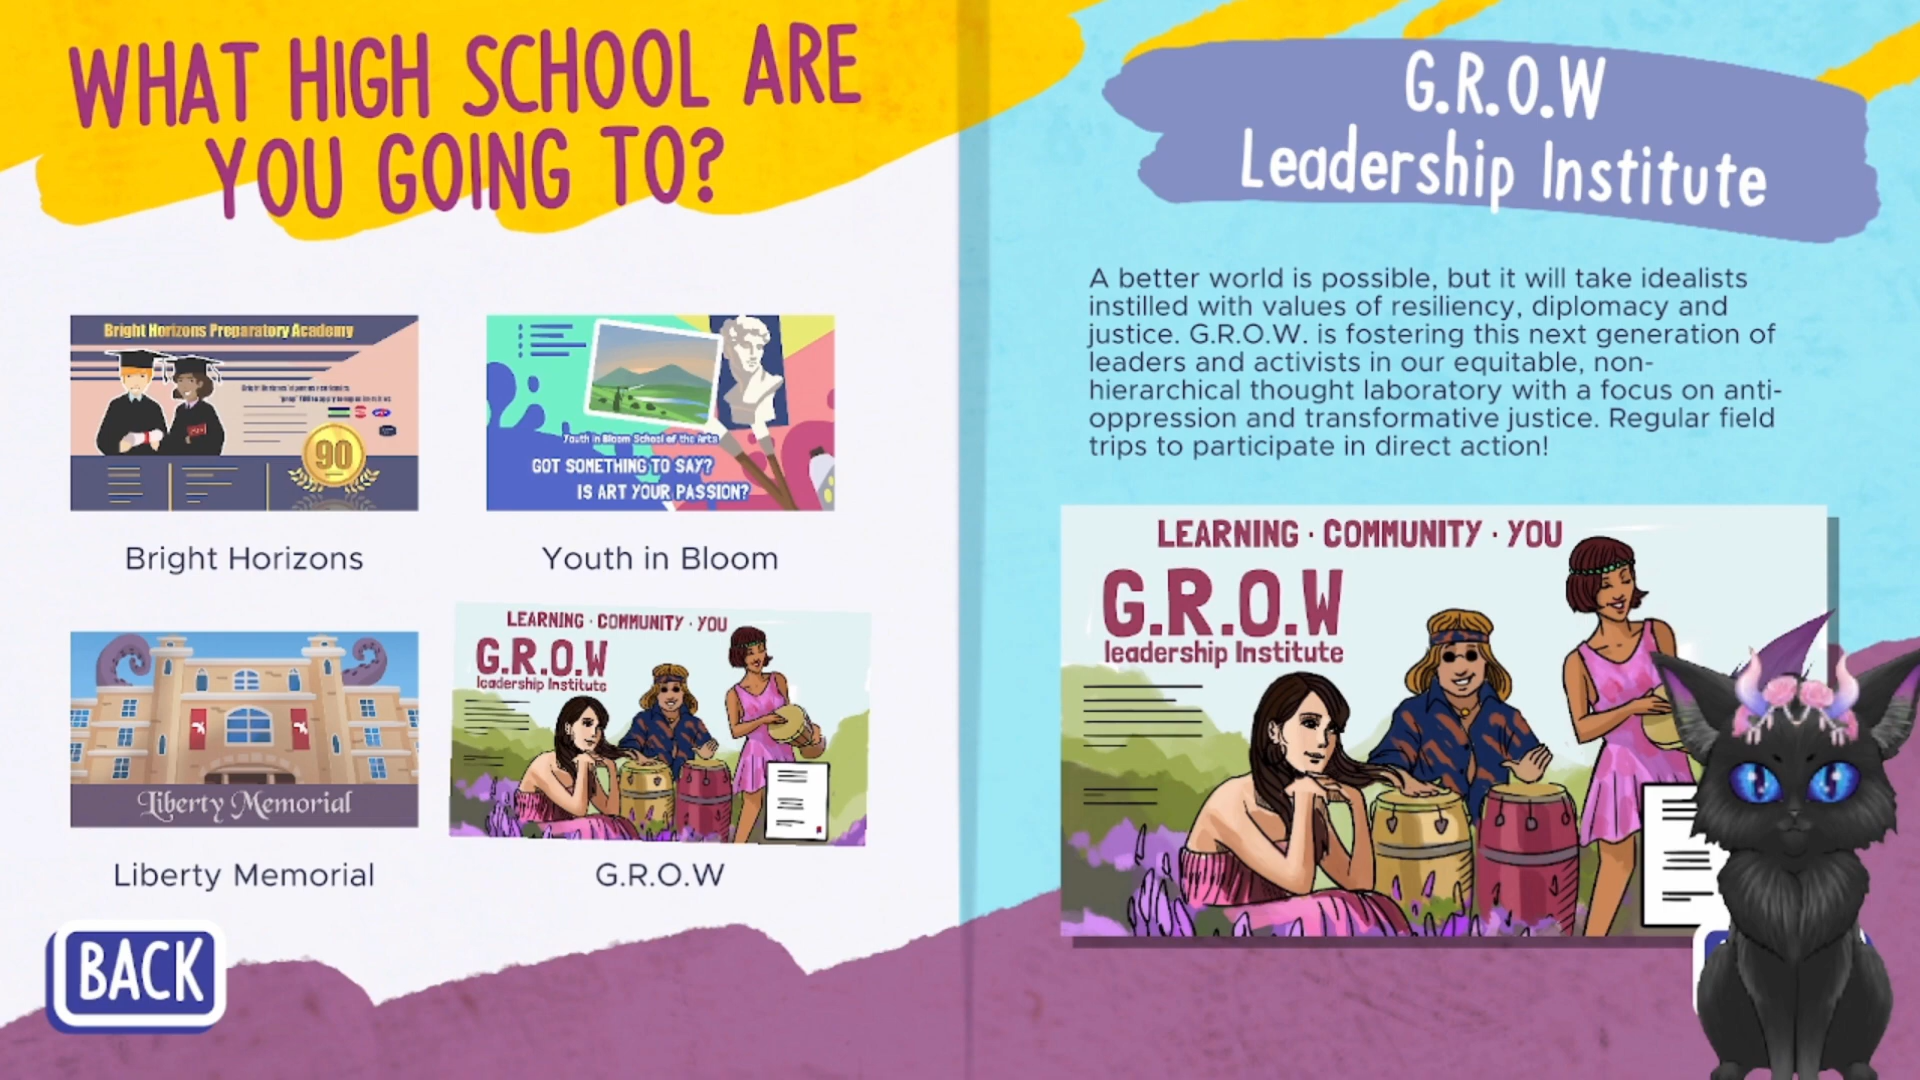 WHAT HIGH SCHOOL ARE
YOU GOING TO?
Bright Horizons Preparatory Academy
90
Bright Horizons
Youth in Bloom School of the Arts
GOT SOMETHING TO SAY?
IS ART YOUR PASSION?
Youth in Bloom
Liberty Memorial
Liberty Memorial
LEARNING · COMMUNITY · YOU
G.R.O.W
leadership Institute
G.R.O.W
BACK
G.R.O.W
Leadership Institute
A better world is possible, but it will take idealists
instilled with values of resiliency, diplomacy and
justice. G.R.O.W. is fostering this next generation of
leaders and activists in our equitable, non-
hierarchical thought laboratory with a focus on anti-
oppression and transformative justice. Regular field
trips to participate in direct action!
LEARNING · COMMUNITY · YOU
G.R.O.W
leadership Institute